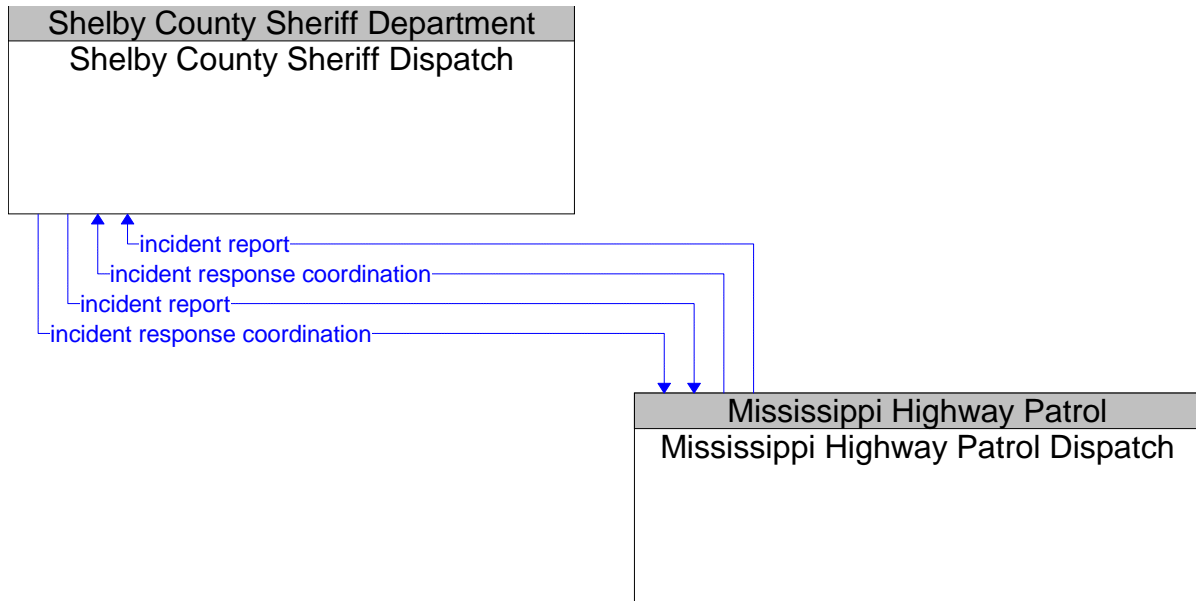 Shelby County Sheriff Department
Shelby County Sheriff Dispatch
incident report
incident response coordination
incident report
incident response coordination
Mississippi Highway Patrol
Mississippi Highway Patrol Dispatch